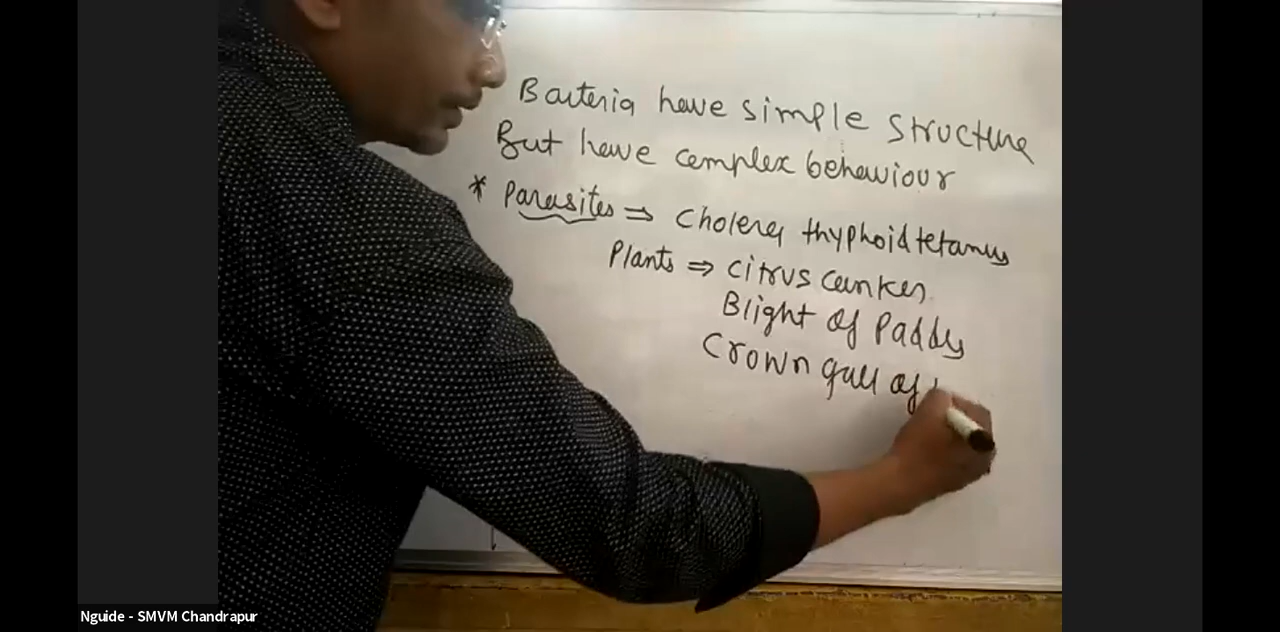 Bacteria have simple structure
But have complex behaviour
* Parasites ⇒ Cholera thyphoid tetanus
Plants ⇒ citrus canker
Blight of Paddy
Crown gall of
Nguide - SMVM Chandrapur